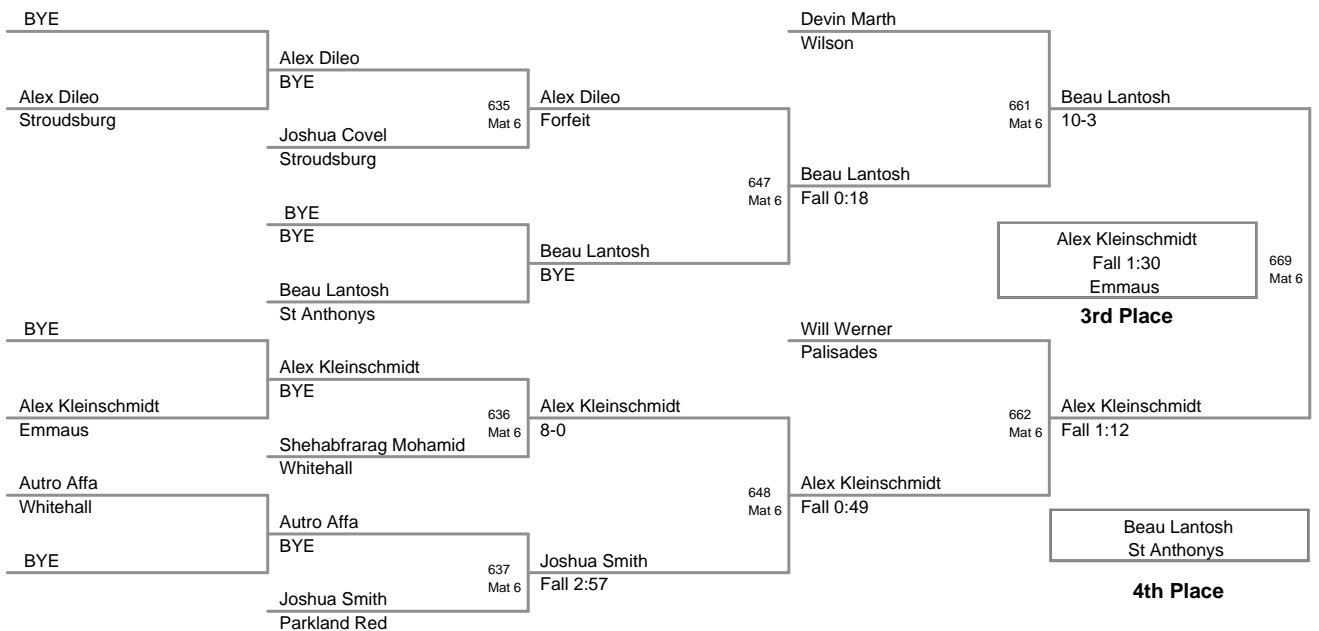 BYE
Devin Marth
Wilson
Alex Dileo
BYE
Alex Dileo
Stroudsburg
635
Mat 6
Alex Dileo
Forfeit
661
Mat 6
Beau Lantosh
10-3
Joshua Covel
Stroudsburg
647
Mat 6
Beau Lantosh
Fall 0:18
BYE
BYE
Beau Lantosh
BYE
Alex Kleinschmidt
Fall 1:30
Emmaus
669
Mat 6
Beau Lantosh
St Anthonys
3rd Place
BYE
Will Werner
Palisades
Alex Kleinschmidt
BYE
Alex Kleinschmidt
Emmaus
636
Mat 6
Alex Kleinschmidt
8-0
662
Mat 6
Alex Kleinschmidt
Fall 1:12
Shehabfrarag Mohamid
Whitehall
Autro Affa
Whitehall
648
Mat 6
Alex Kleinschmidt
Fall 0:49
Autro Affa
BYE
Beau Lantosh
St Anthonys
BYE
637
Mat 6
Joshua Smith
Fall 2:57
4th Place
Joshua Smith
Parkland Red